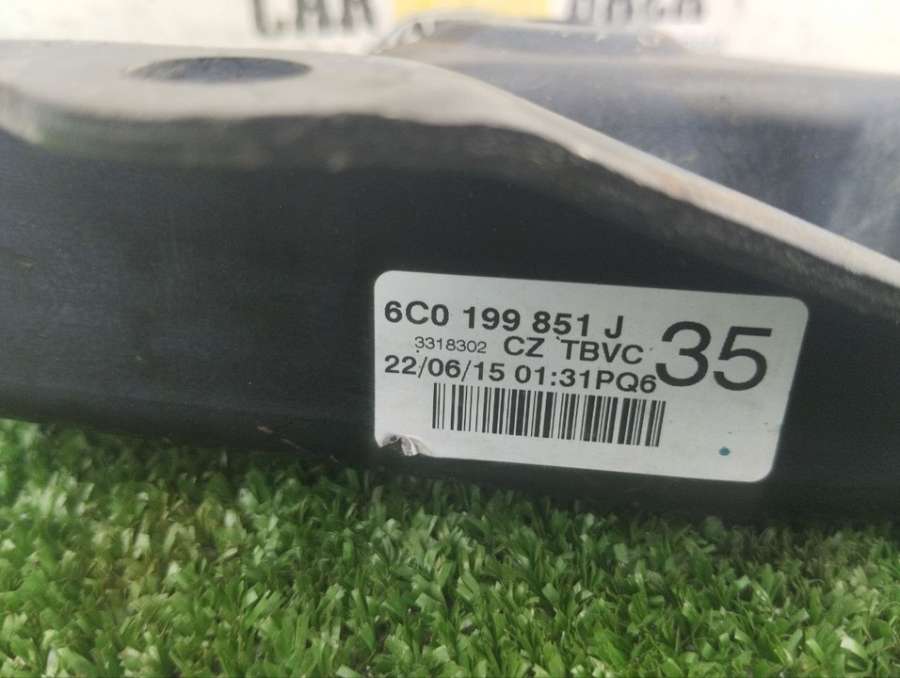 6C0 199 851 J
3318302 CZ TBVC 35
22/06/15 01:31PQ6